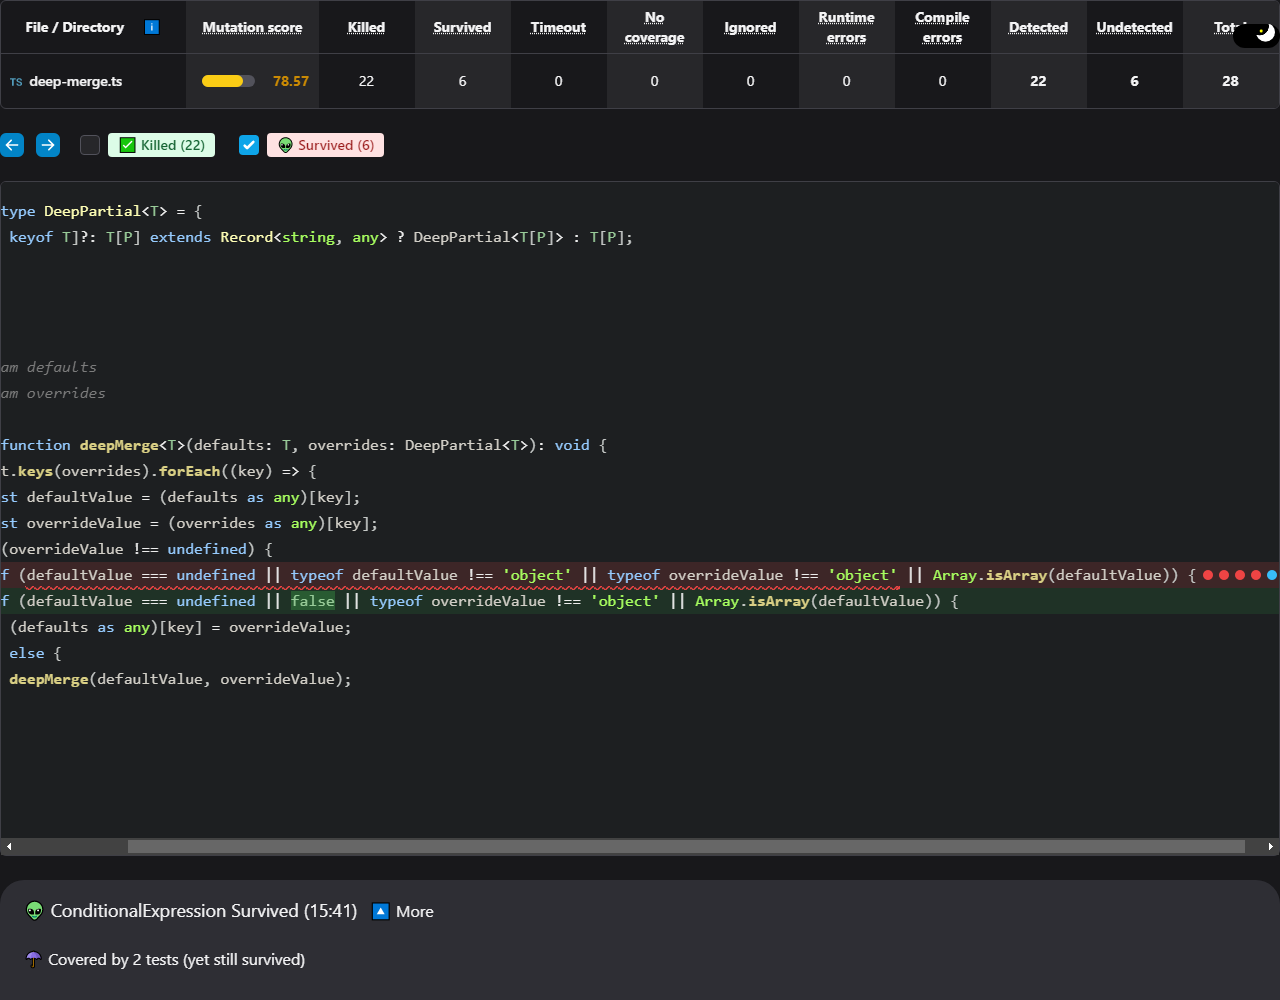 File / Directory Mutation score Killed Survived Timeout No coverage Ignored Runtime errors Compile errors Detected Undetected
TS deep-merge.ts 78.57 22 6 0 0 0 0 0 22 6 28
Killed (22) Survived (6)
type DeepPartial<T> = {
keyof T]?: T[P] extends Record<string, any> ? DeepPartial<T[P]> : T[P];
am defaults
am overrides
function deepMerge<T>(defaults: T, overrides: DeepPartial<T>): void {
t.keys(overrides).forEach((key) => {
st defaultValue = (defaults as any)[key];
st overrideValue = (overrides as any)[key];
(overrideValue !== undefined) {
f (defaultValue === undefined || typeof defaultValue !== 'object' || typeof overrideValue !== 'object' || Array.isArray(defaultValue)) {
f (defaultValue === undefined || false || typeof overrideValue !== 'object' || Array.isArray(defaultValue)) {
(defaults as any)[key] = overrideValue;
else {
deepMerge(defaultValue, overrideValue);
ConditionalExpression Survived (15:41) More
Covered by 2 tests (yet still survived)